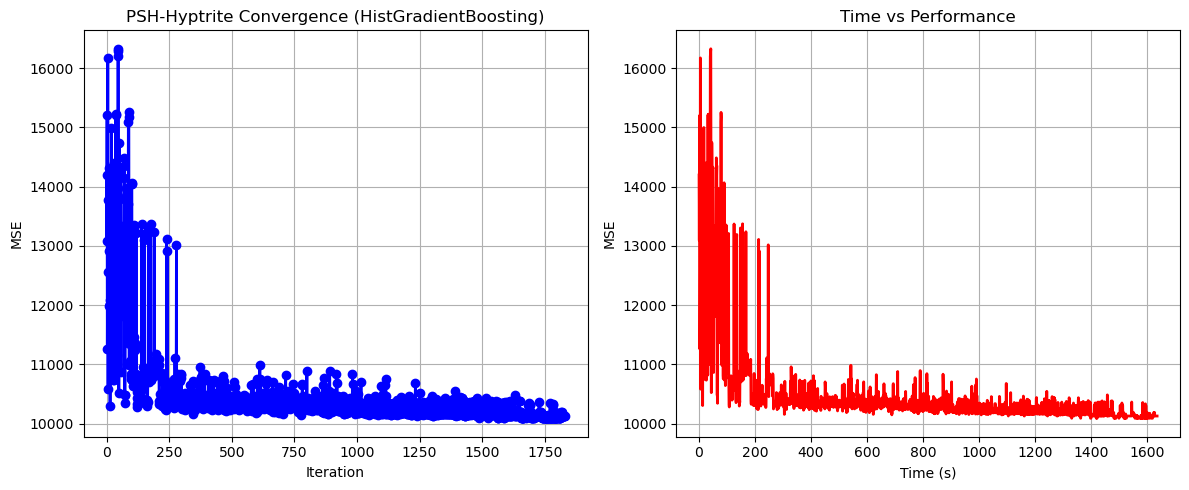 PSH-Hyptrite Convergence (HistGradientBoosting)
MSE
16000
15000
14000
13000
12000
11000
10000
0 250 500 750 1000 1250 1500 1750
Iteration
Time vs Performance
MSE
16000
15000
14000
13000
12000
11000
10000
0 200 400 600 800 1000 1200 1400 1600
Time (s)